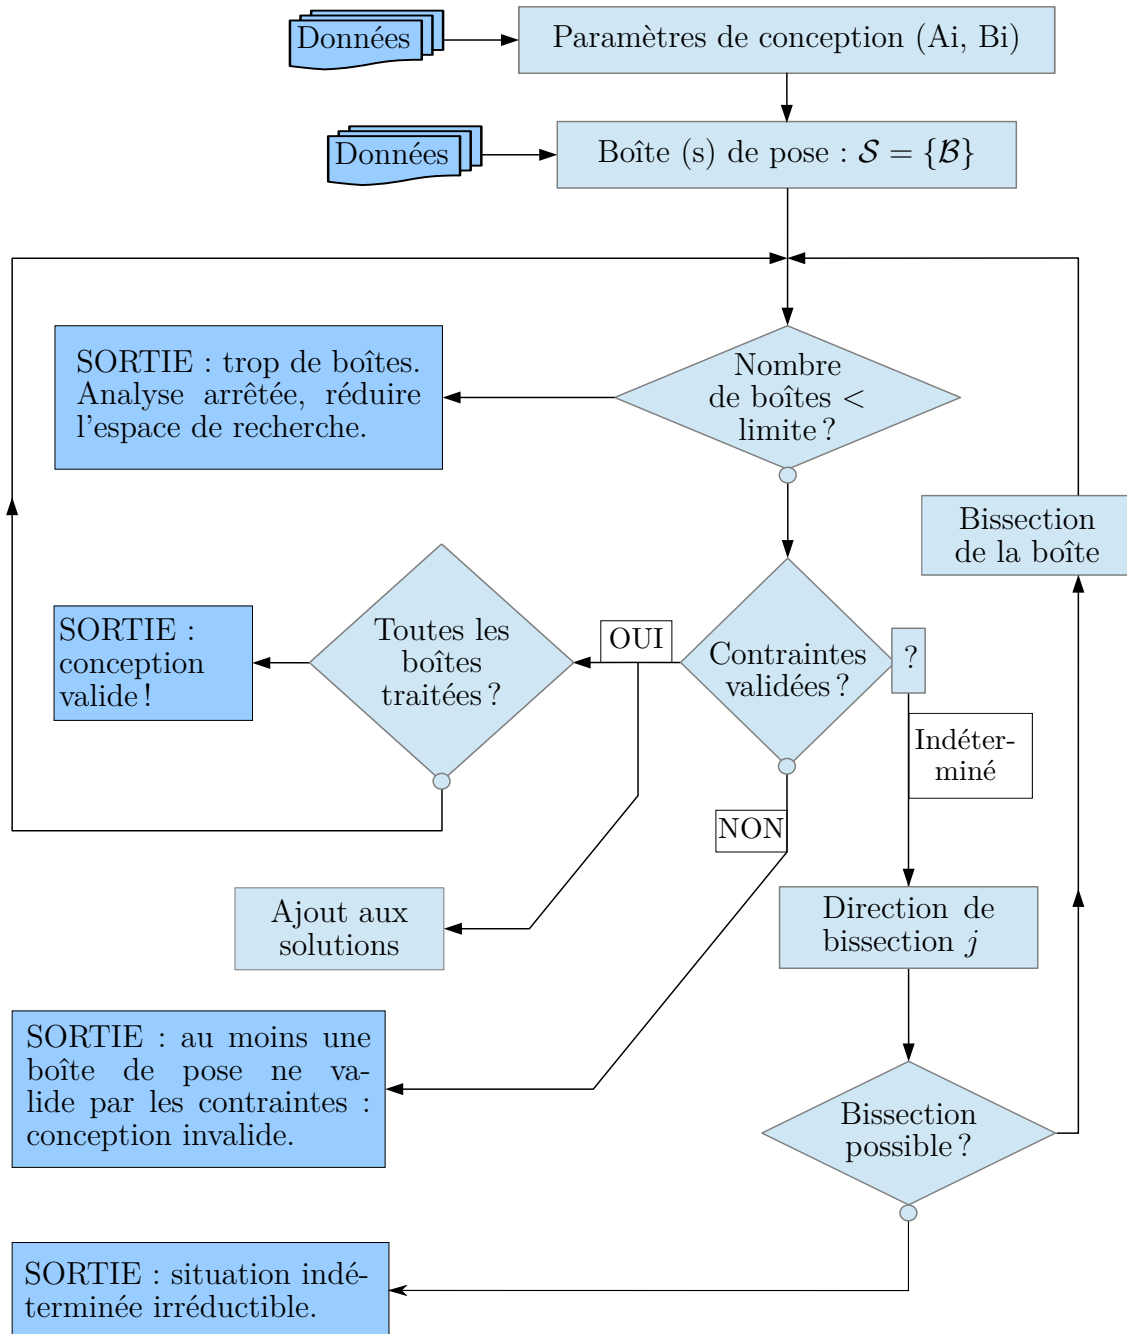 Données
Paramètres de conception (Ai, Bi)
Données
Boîte (s) de pose : 𝒮 = {ℬ}
SORTIE : trop de boîtes.
Analyse arrêtée, réduire
l'espace de recherche.
Nombre
de boîtes <
limite ?
Bissection
de la boîte
SORTIE :
conception
valide !
Toutes les
boîtes
traitées ?
OUI
Contraintes
validées ?
?
Indéter-
miné
NON
Ajout aux
solutions
Direction de
bissection j
SORTIE : au moins une
boîte de pose ne va-
lide par les contraintes :
conception invalide.
Bissection
possible ?
SORTIE : situation indé-
terminée irréductible.